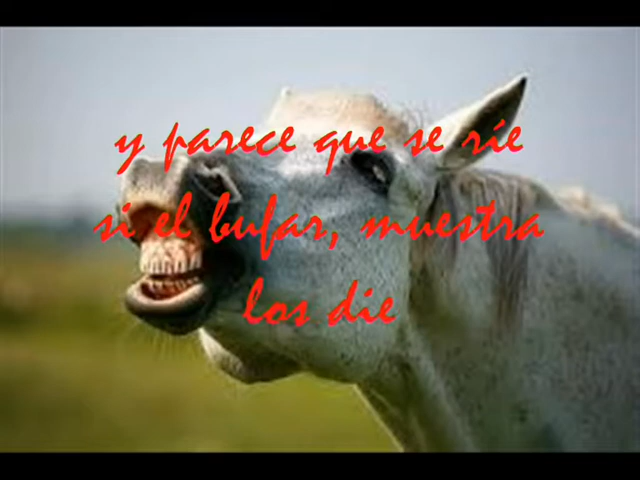 y parece que se ríe
si el bufar, muestra
los die